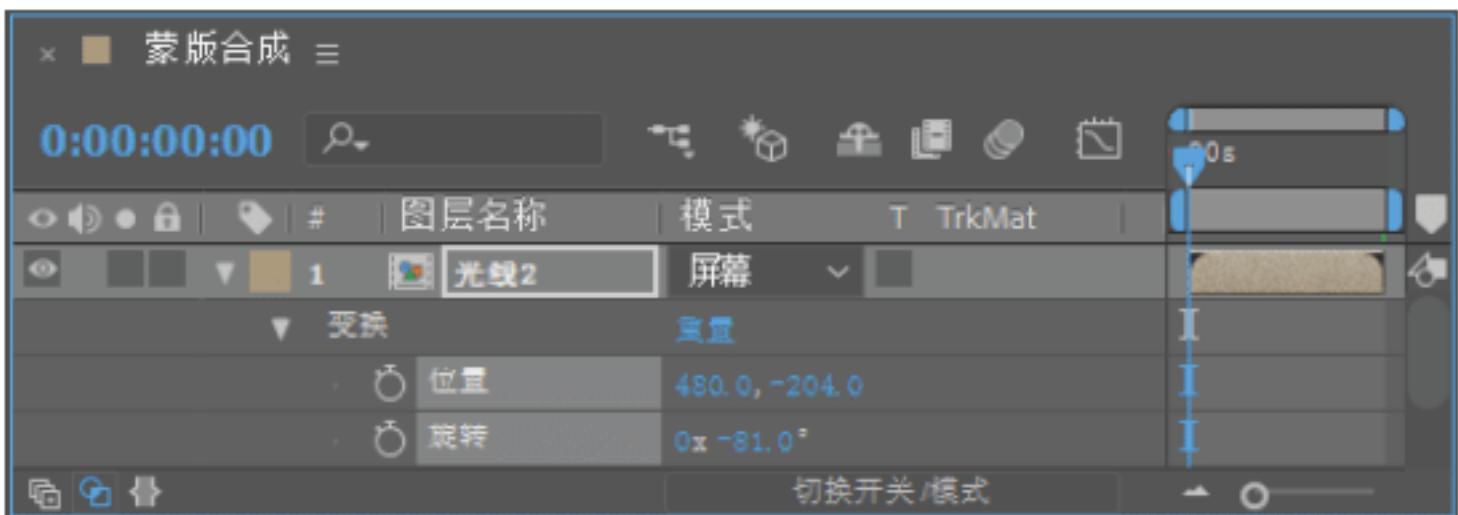 蒙版合成
0:00:00:00
00s
# 图层名称 模式 T TrkMat
1 光线2 屏幕
变换 重置
位置 480.0, -204.0
旋转 0x -81.0°
切换开关/模式